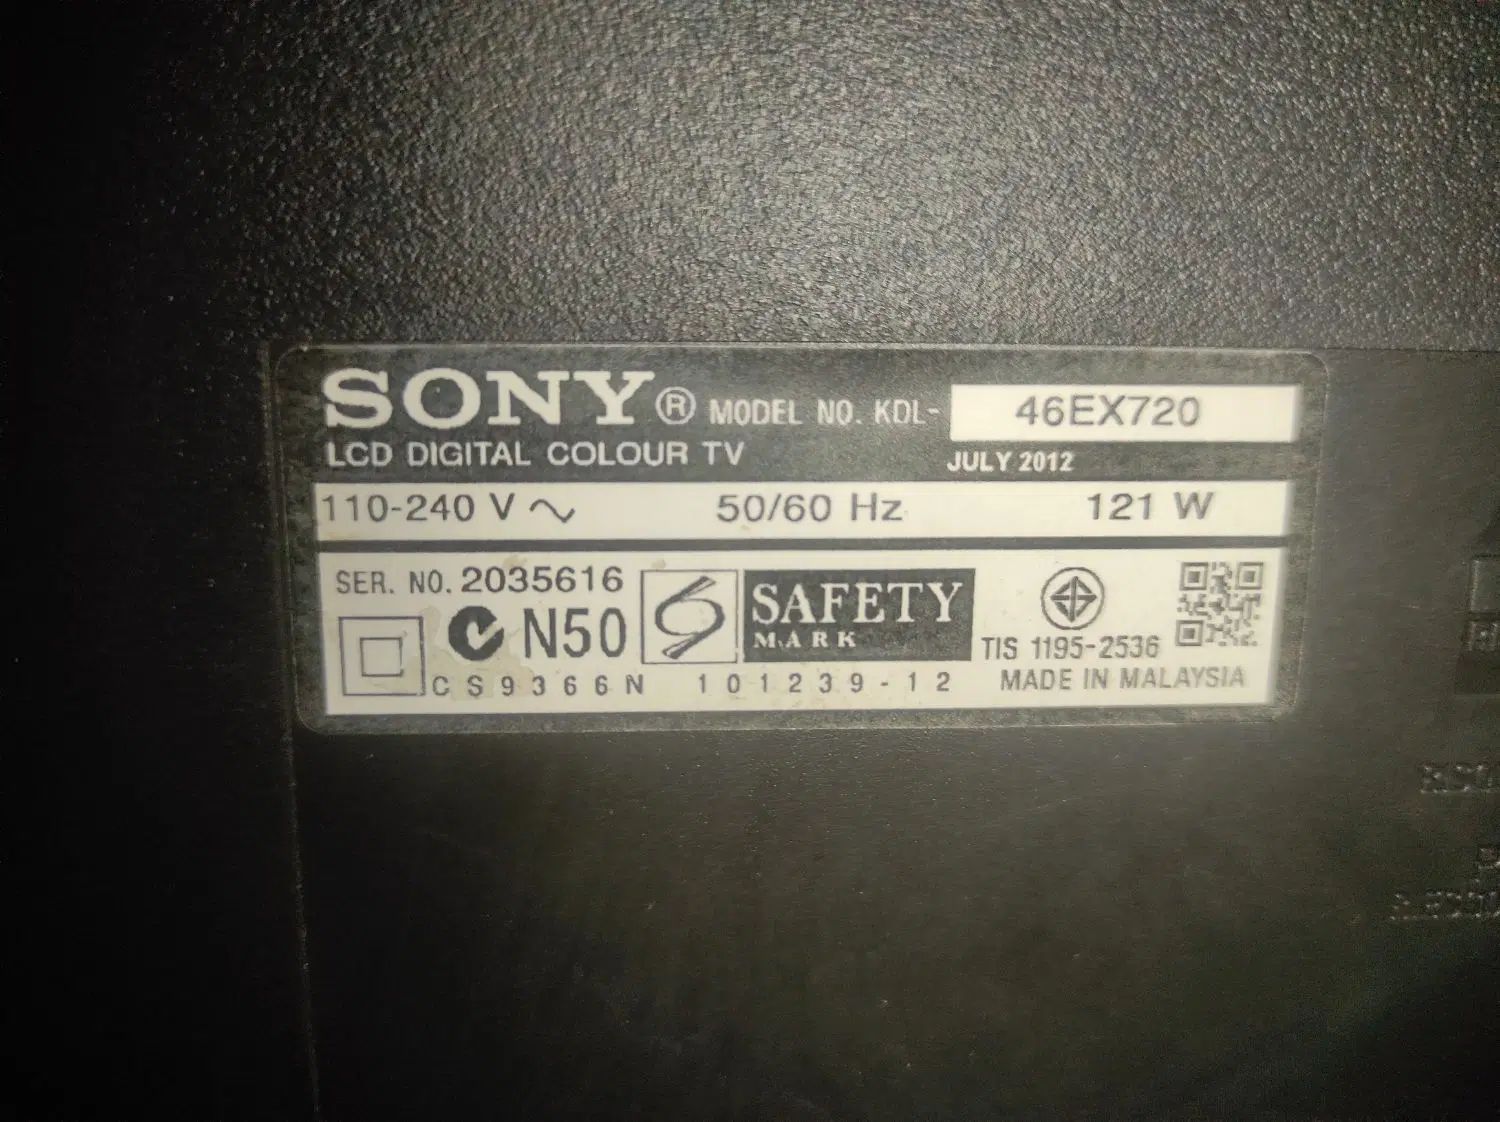 SONY® MODEL NO. KDL- 46EX720
LCD DIGITAL COLOUR TV JULY 2012
110-240 V ~ 50/60 Hz 121 W
SER. NO. 2035616
N50
SAFETY
MARK
TIS 1195-2536
CS9366N 101239-12 MADE IN MALAYSIA